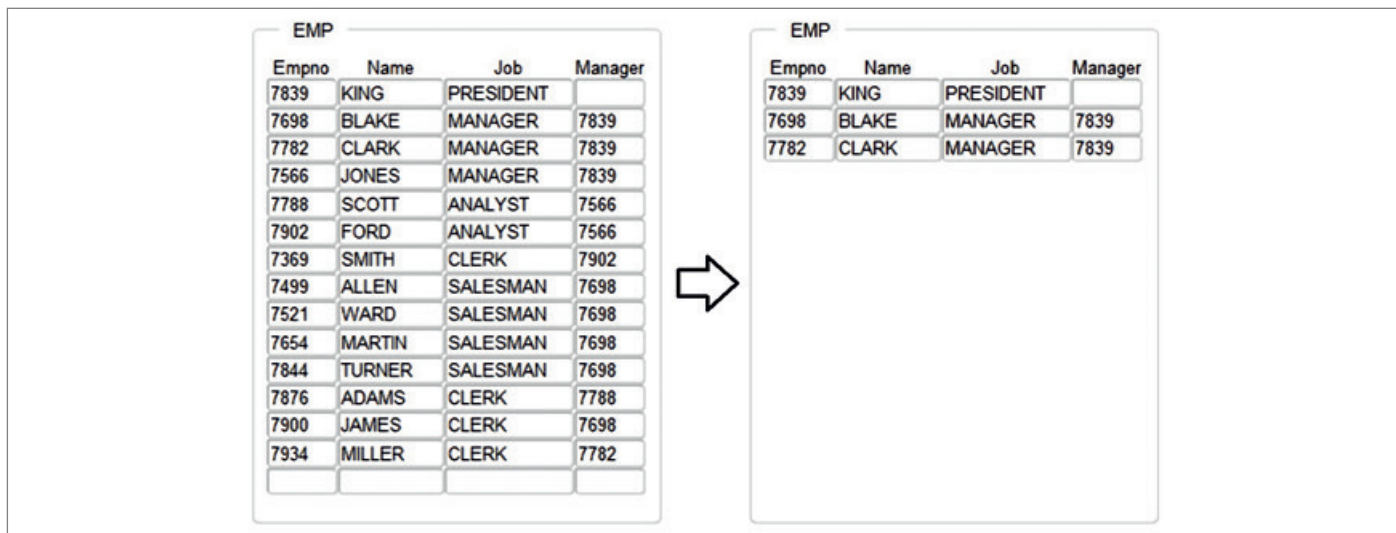 EMP
Empno Name Job Manager
7839 KING PRESIDENT
7698 BLAKE MANAGER 7839
7782 CLARK MANAGER 7839
7566 JONES MANAGER 7839
7788 SCOTT ANALYST 7566
7902 FORD ANALYST 7566
7369 SMITH CLERK 7902
7499 ALLEN SALESMAN 7698
7521 WARD SALESMAN 7698
7654 MARTIN SALESMAN 7698
7844 TURNER SALESMAN 7698
7876 ADAMS CLERK 7788
7900 JAMES CLERK 7698
7934 MILLER CLERK 7782
EMP
Empno Name Job Manager
7839 KING PRESIDENT
7698 BLAKE MANAGER 7839
7782 CLARK MANAGER 7839